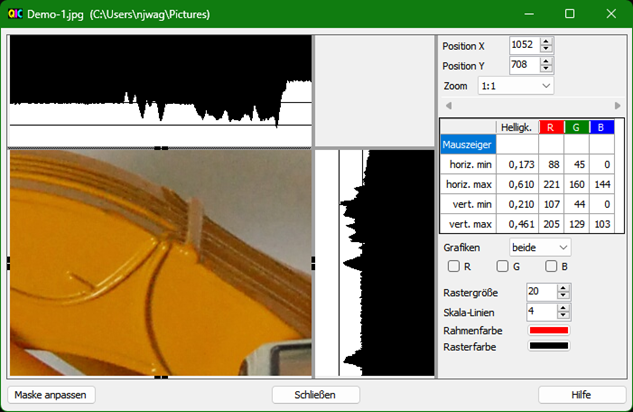 QIC Demo-1.jpg (C:\Users\njwag\Pictures)
Position X 1052
Position Y 708
Zoom 1:1
Helligk. R G B
Mauszeiger
horiz. min 0,173 88 45 0
horiz. max 0,610 221 160 144
vert. min 0,210 107 44 0
vert. max 0,461 205 129 103
Grafiken beide
R G B
Rastergröße 20
Skala-Linien 4
Rahmenfarbe
Rasterfarbe
Maske anpassen Schließen Hilfe